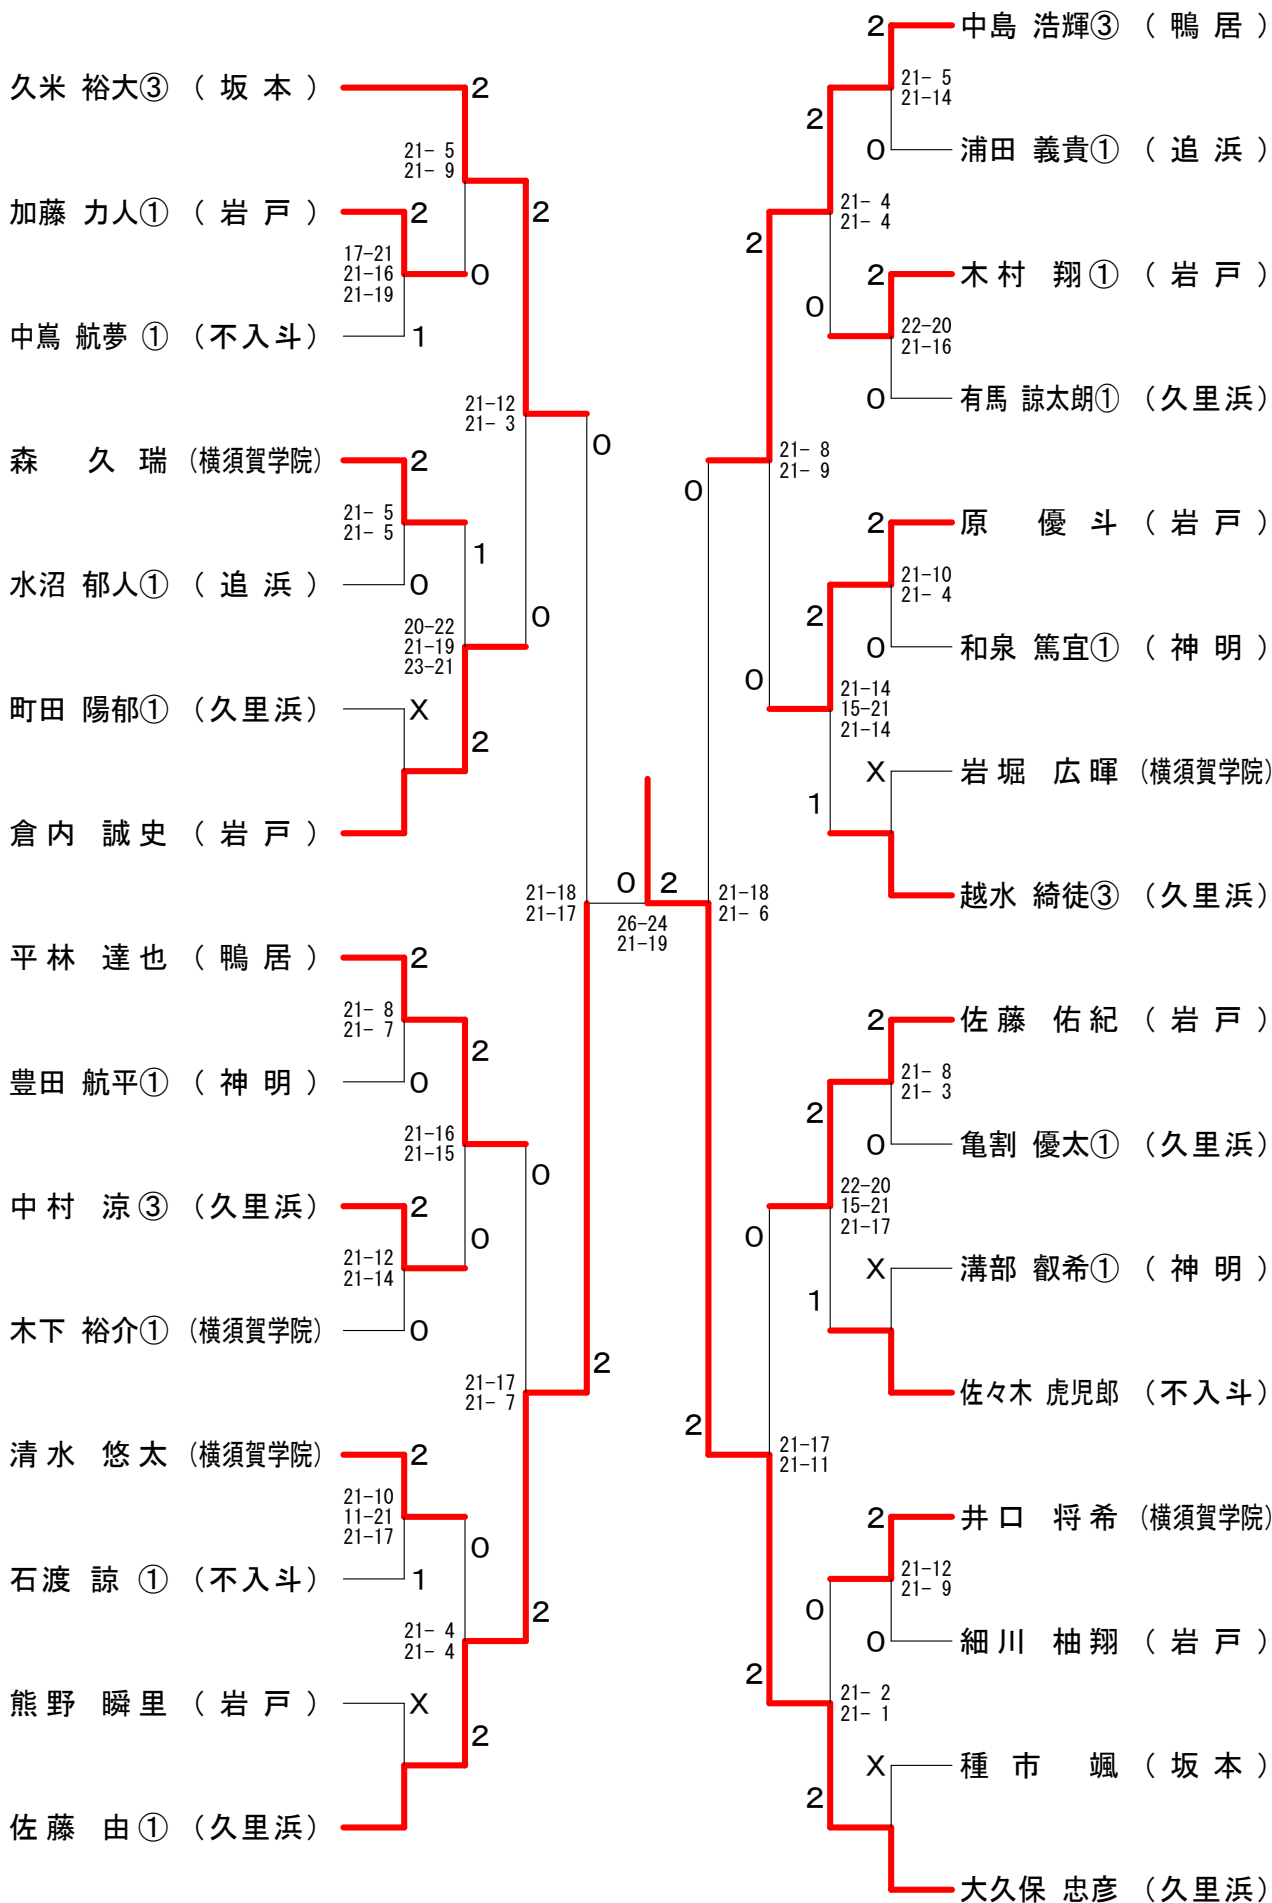 久米 裕大③ (坂本)
2
21- 5
21- 9
加藤 力人① (岩戸)
2
2
17-21
21-16
21-19
0
中嶌 航夢 ① (不入斗)
1
21-12
21- 3
0
森 久瑞 (横須賀学院)
2
21- 5
21- 5
1
水沼 郁人① (追浜)
0
0
20-22
21-19
23-21
町田 陽郁① (久里浜)
X
2
倉内 誠史 (岩戸)
21-18
21-17
平林 達也 (鴨居)
2
21- 8
21- 7
2
豊田 航平① (神明)
0
21-16
21-15
0
中村 涼③ (久里浜)
2
0
21-12
21-14
木下 裕介① (横須賀学院)
0
2
21-17
21- 7
清水 悠太 (横須賀学院)
2
21-10
11-21
21-17
0
石渡 諒 ① (不入斗)
1
2
21- 4
21- 4
熊野 瞬里 (岩戸)
X
2
佐藤 由① (久里浜)
0 2
26-24
21-19
2
中島 浩輝③ (鴨居)
21- 5
21-14
2
0
浦田 義貴① (追浜)
21- 4
21- 4
2
2
木村 翔① (岩戸)
0
22-20
21-16
0
有馬 諒太朗① (久里浜)
21- 8
21- 9
0
2
原 優斗 (岩戸)
21-10
21- 4
2
0
和泉 篤宜① (神明)
0
21-14
15-21
21-14
X
岩堀 広暉 (横須賀学院)
1
越水 綺徒③ (久里浜)
21-18
21- 6
2
佐藤 佑紀 (岩戸)
21- 8
21- 3
2
0
亀割 優太① (久里浜)
22-20
15-21
21-17
0
X
溝部 叡希① (神明)
1
佐々木 虎児郎 (不入斗)
2
21-17
21-11
2
井口 将希 (横須賀学院)
21-12
21- 9
0
0
細川 柚翔 (岩戸)
2
21- 2
21- 1
X
種市 颯 (坂本)
2
大久保 忠彦 (久里浜)